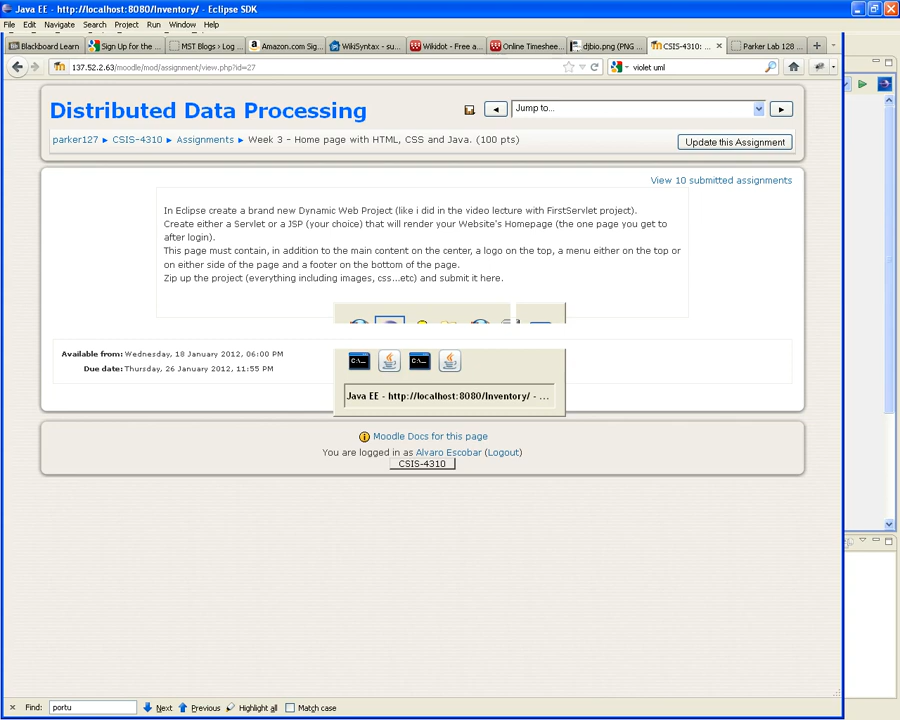 Java EE - http://localhost:8080/Inventory/ - Eclipse SDK
File Edit Navigate Search Project Run Window Help
Blackboard Learn Sign Up for the ... MST Blogs › Log ... Amazon.com Sig... WikiSyntax - su... Wikidot - Free a... Online Timeshee... djbio.png (PNG ... CSIS-4310: ... Parker Lab 128 ...
137.52.2.63/moodle/mod/assignment/view.php?id=27 violet uml
Distributed Data Processing
Jump to...
parker127 ► CSIS-4310 ► Assignments ► Week 3 - Home page with HTML, CSS and Java. (100 pts)
Update this Assignment
View 10 submitted assignments
In Eclipse create a brand new Dynamic Web Project (like i did in the video lecture with FirstServlet project).
Create either a Servlet or a JSP (your choice) that will render your Website's Homepage (the one page you get to
after login).
This page must contain, in addition to the main content on the center, a logo on the top, a menu either on the top or
on either side of the page and a footer on the bottom of the page.
Zip up the project (everything including images, css...etc) and submit it here.
Available from: Wednesday, 18 January 2012, 06:00 PM
Due date: Thursday, 26 January 2012, 11:55 PM
C:\... C:\...
Java EE - http://localhost:8080/Inventory/ - ...
Moodle Docs for this page
You are logged in as Alvaro Escobar (Logout)
CSIS-4310
Find: portu Next Previous Highlight all Match case